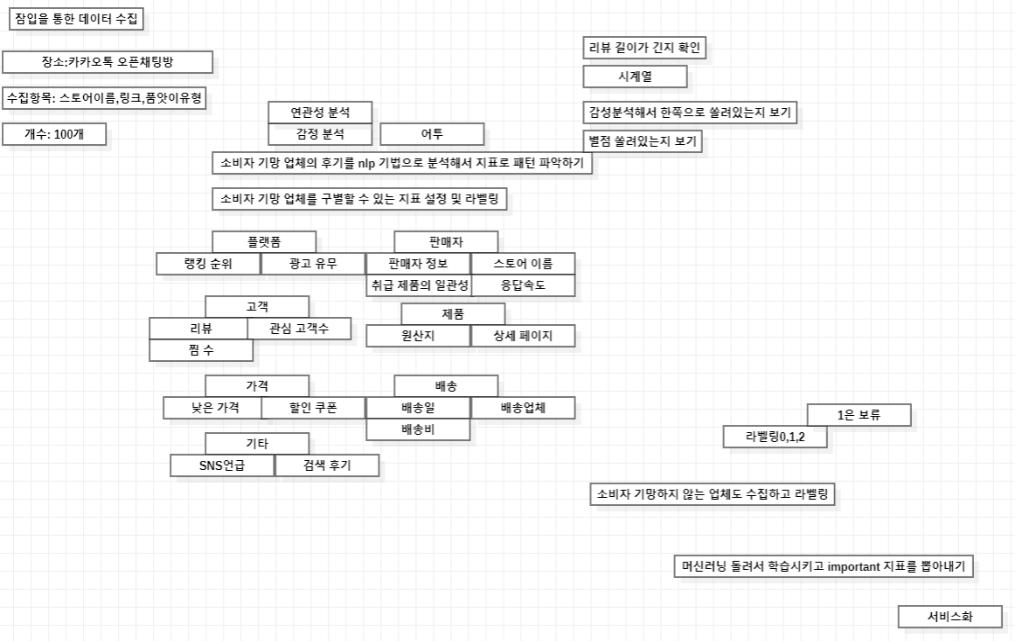 잠입을 통한 데이터 수집
장소:카카오톡 오픈채팅방
수집항목: 스토어이름,링크,품앗이유형
개수: 100개
리뷰 길이가 긴지 확인
시계열
감성분석해서 한쪽으로 쏠려있는지 보기
별점 쏠려있는지 보기
연관성 분석
감정 분석
어투
소비자 기망 업체의 후기를 nlp 기법으로 분석해서 지표로 패턴 파악하기
소비자 기망 업체를 구별할 수 있는 지표 설정 및 라벨링
플랫폼
랭킹 순위
광고 유무
판매자
판매자 정보
스토어 이름
취급 제품의 일관성
응답속도
고객
리뷰
관심 고객수
찜 수
제품
원산지
상세 페이지
가격
낮은 가격
할인 쿠폰
배송
배송일
배송업체
배송비
기타
SNS언급
검색 후기
1은 보류
라벨링0,1,2
소비자 기망하지 않는 업체도 수집하고 라벨링
머신러닝 돌려서 학습시키고 important 지표를 뽑아내기
서비스화